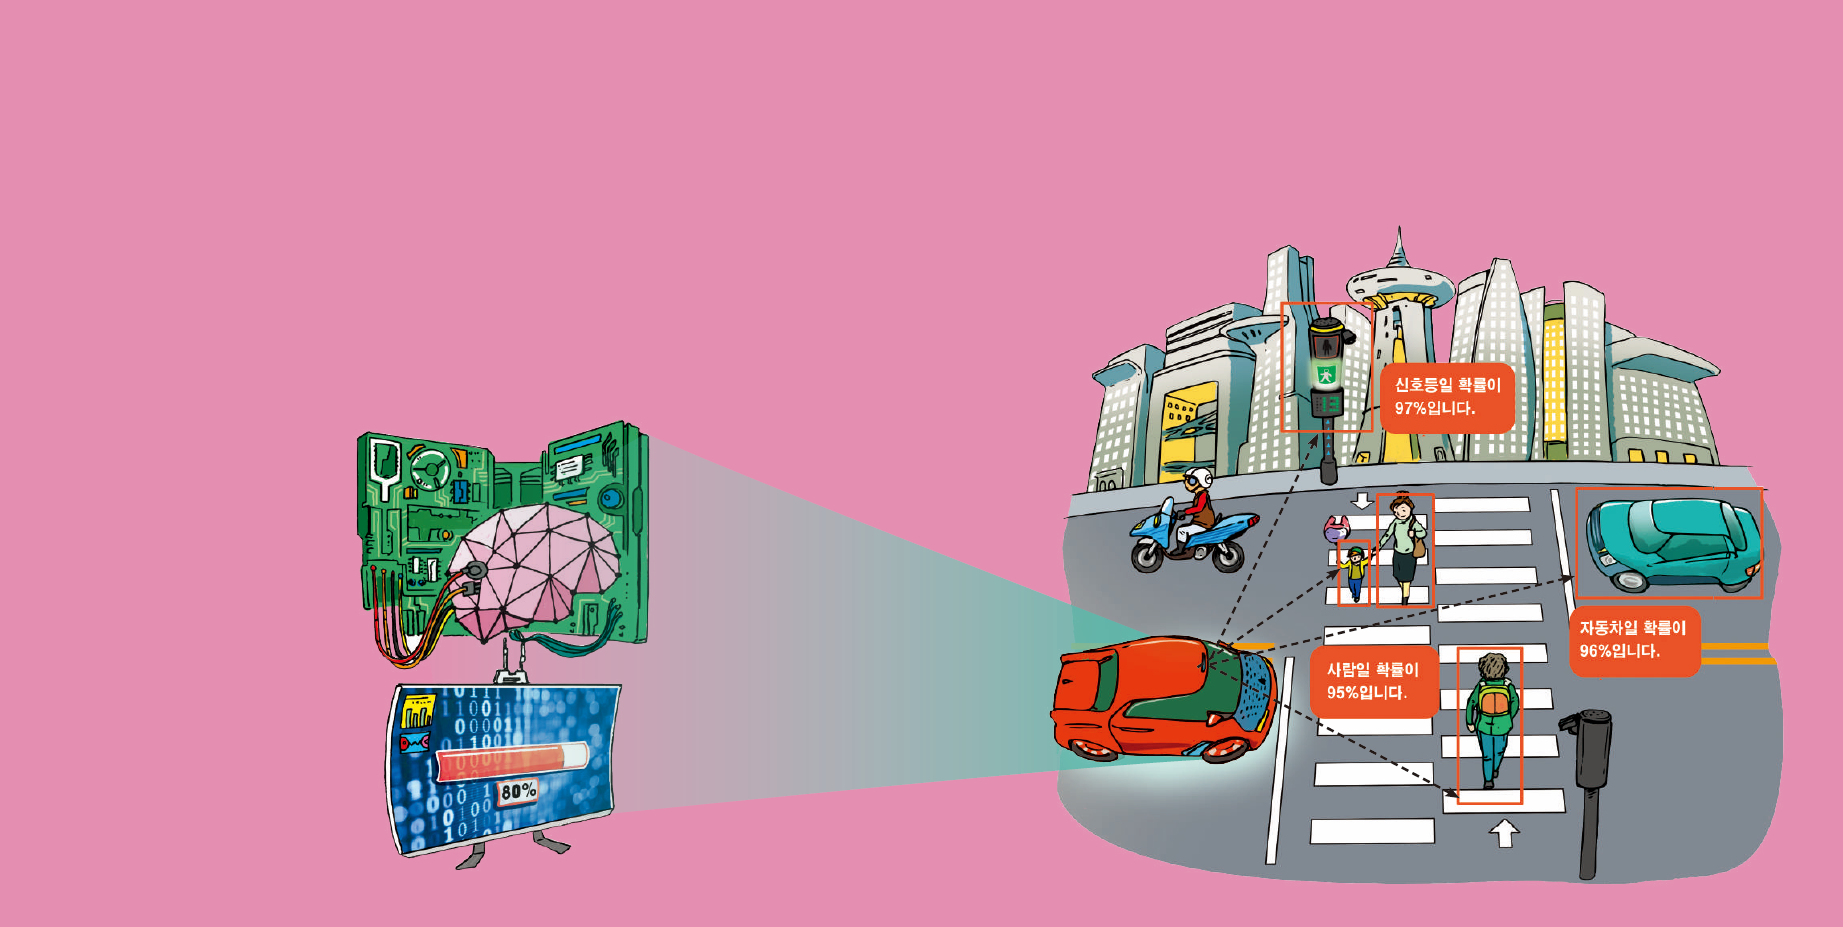 신호등일 확률이
97%입니다.
13
자동차일 확률이
96%입니다.
사람일 확률이
95%입니다.
80%